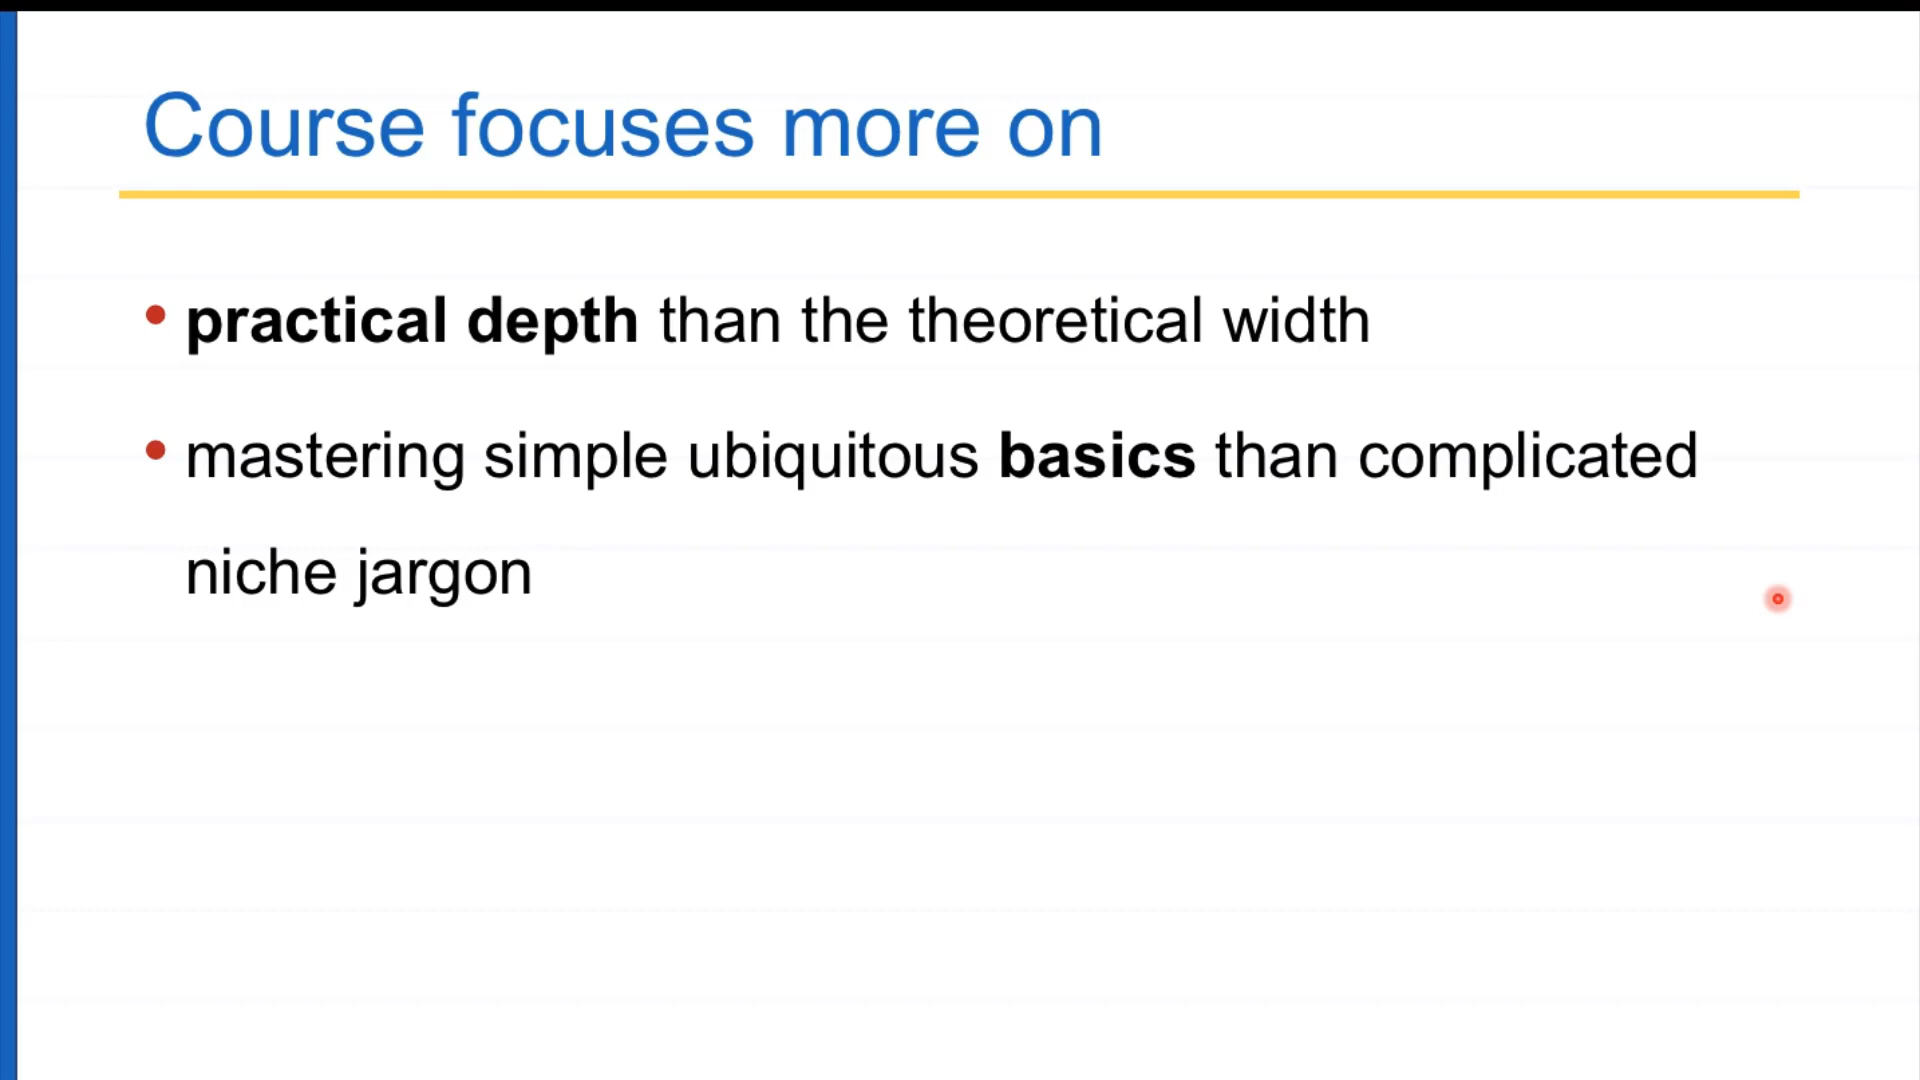 Course focuses more on
• practical depth than the theoretical width
• mastering simple ubiquitous basics than complicated
niche jargon